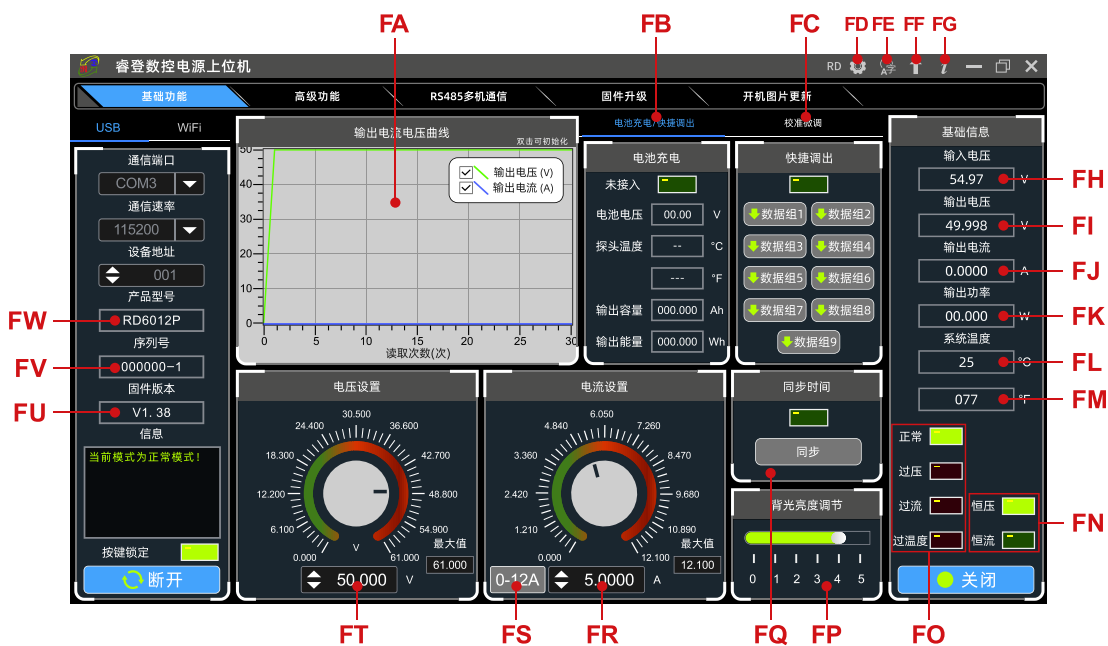 FA
FB
FC
FD
FE
FF
FG
睿登数控电源上位机
RD
字
A
i
基础功能
高级功能
RS485多机通信
固件升级
开机图片更新
USB
WiFi
通信端口
COM3
通信速率
115200
设备地址
001
产品型号
FW
RD6012P
序列号
FV
000000-1
固件版本
FU
V1. 38
信息
当前模式为正常模式!
按键锁定
断开
输出电流电压曲线
双击可初始化
50
40
30
20
10
0
输出电压 (V)
输出电流 (A)
0 5 10 15 20 25 30
读取次数(次)
电池充电/快捷调出
校准微调
电池充电
未接入
电池电压 00.00 V
探头温度 -- °C
--- °F
输出容量 000.000 Ah
输出能量 000.000 Wh
快捷调出
数据组1 数据组2
数据组3 数据组4
数据组5 数据组6
数据组7 数据组8
数据组9
基础信息
输入电压
54.97 V
FH
输出电压
49.998 V
FI
输出电流
0.0000 A
FJ
输出功率
00.000 W
FK
系统温度
25 °C
FL
077 °F
FM
正常
过压
过流
过温度
恒压
恒流
FN
关闭
FO
电压设置
0.000
6.100
12.200
18.300
24.400
30.500
36.600
42.700
48.800
54.900
61.000
V
最大值
61.000
50.000 V
FT
电流设置
0.000
1.210
2.420
3.360
4.840
6.050
7.260
8.470
9.680
10.890
12.100
最大值
12.100
0-12A
5.0000 A
FS
FR
同步时间
同步
FQ
背光亮度调节
0 1 2 3 4 5
FP